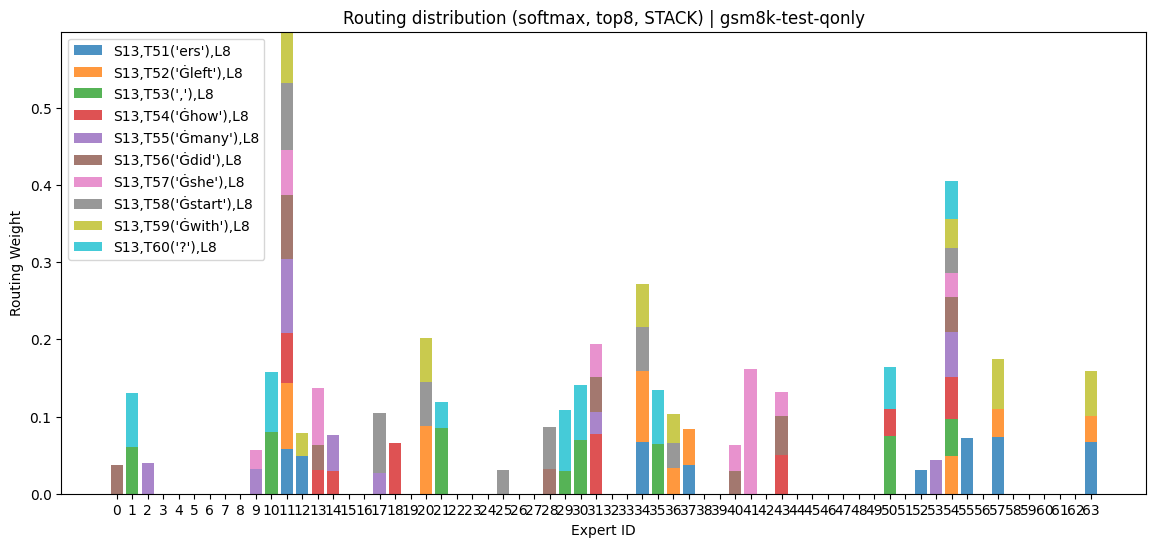 Routing distribution (softmax, top8, STACK) | gsm8k-test-qonly
S13,T51('ers'),L8
S13,T52('Ġleft'),L8
S13,T53(','),L8
S13,T54('Ġhow'),L8
S13,T55('Ġmany'),L8
S13,T56('Ġdid'),L8
S13,T57('Ġshe'),L8
S13,T58('Ġstart'),L8
S13,T59('Ġwith'),L8
S13,T60('?'),L8
Routing Weight
0.5
0.4
0.3
0.2
0.1
0.0
0 1 2 3 4 5 6 7 8 9 10 11 12 13 14 15 16 17 18 19 20 21 22 23 24 25 26 27 28 29 30 31 32 33 34 35 36 37 38 39 40 41 42 43 44 45 46 47 48 49 50 51 52 53 54 55 56 57 58 59 60 61 62 63
Expert ID